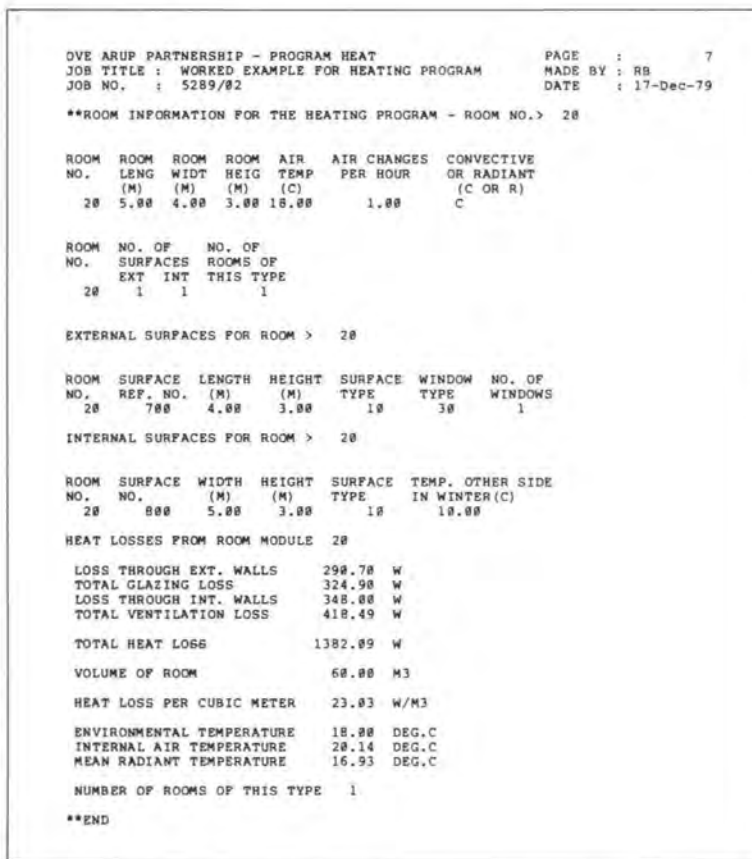 OVE ARUP PARTNERSHIP - PROGRAM HEAT PAGE : 7
JOB TITLE : WORKED EXAMPLE FOR HEATING PROGRAM MADE BY : RB
JOB NO. : 5289/02 DATE : 17-Dec-79
**ROOM INFORMATION FOR THE HEATING PROGRAM - ROOM NO.> 20
ROOM ROOM ROOM ROOM AIR AIR CHANGES CONVECTIVE
NO. LENG WIDT HEIG TEMP PER HOUR OR RADIANT
(M) (M) (M) (C) (C OR R)
20 5.00 4.00 3.00 18.00 1.00 C
ROOM NO. OF NO. OF
NO. SURFACES ROOMS OF
EXT INT THIS TYPE
20 1 1 1
EXTERNAL SURFACES FOR ROOM > 20
ROOM SURFACE LENGTH HEIGHT SURFACE WINDOW NO. OF
NO. REF. NO. (M) (M) TYPE TYPE WINDOWS
20 700 4.00 3.00 10 30 1
INTERNAL SURFACES FOR ROOM > 20
ROOM SURFACE WIDTH HEIGHT SURFACE TEMP. OTHER SIDE
NO. NO. (M) (M) TYPE IN WINTER(C)
20 800 5.00 3.00 10 10.00
HEAT LOSSES FROM ROOM MODULE 20
LOSS THROUGH EXT. WALLS 290.70 W
TOTAL GLAZING LOSS 324.90 W
LOSS THROUGH INT. WALLS 348.00 W
TOTAL VENTILATION LOSS 418.49 W
TOTAL HEAT LOSS 1382.09 W
VOLUME OF ROOM 60.00 M3
HEAT LOSS PER CUBIC METER 23.03 W/M3
ENVIRONMENTAL TEMPERATURE 18.00 DEG.C
INTERNAL AIR TEMPERATURE 20.14 DEG.C
MEAN RADIANT TEMPERATURE 16.93 DEG.C
NUMBER OF ROOMS OF THIS TYPE 1
**END